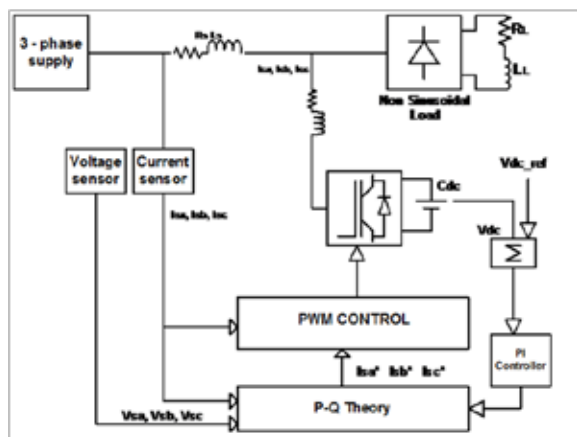 3 - phase
supply
Rs Ls
Isa, Isb, Isc
RL
LL
Non Sinusoidal
Load
Voltage
sensor
Current
sensor
Isa, Isb, Isc
Cdc
Vdc_ref
Vdc
Σ
PWM CONTROL
PI
Controller
Isa* Isb* Isc*
P-Q Theory
Vsa, Vsb, Vsc